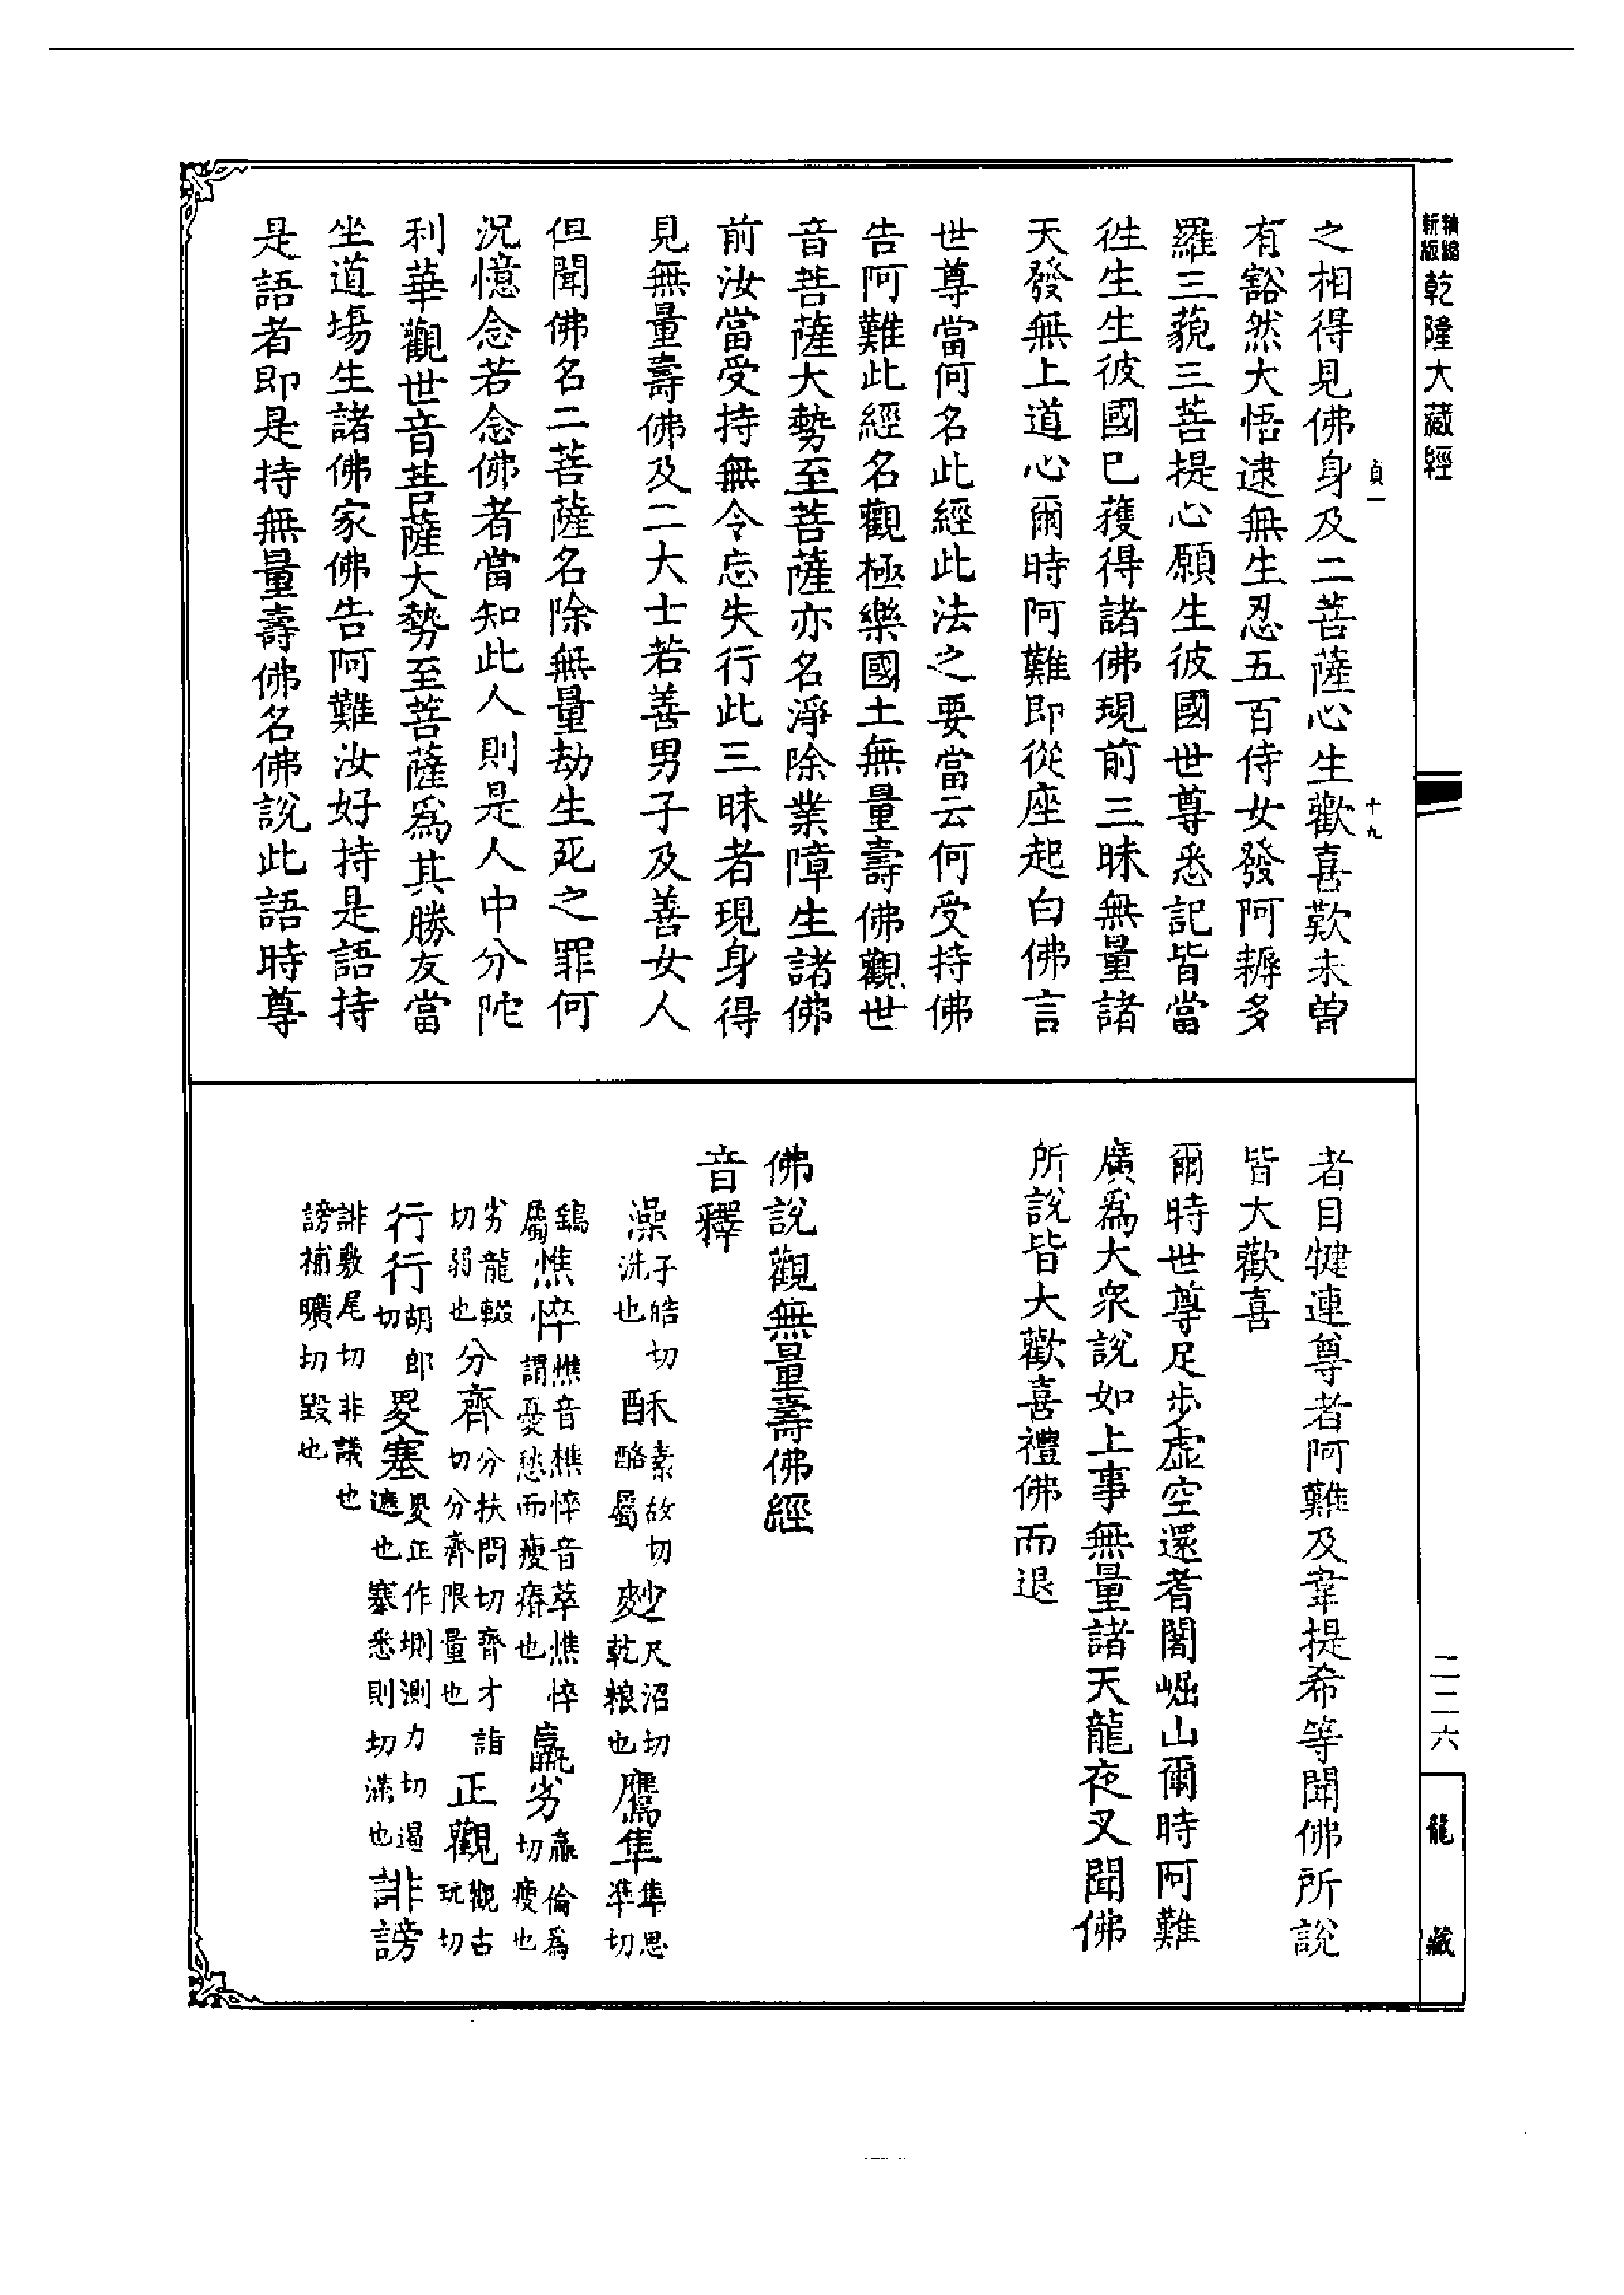 新縮
新版
乾隆大藏經
貞一
十九
之相得見佛身及二菩薩心生歡喜歎未曾
有豁然大悟逮無生忍五百侍女發阿耨多
羅三藐三菩提心願生彼國世尊悉記皆當
徃生生彼國已獲得諸佛現前三昧無量諸
天發無上道心爾時阿難即從座起白佛言
世尊當何名此經此法之要當云何受持佛
告阿難此經名觀極樂國土無量壽佛觀世
音菩薩大勢至菩薩亦名淨除業障生諸佛
前汝當受持無令忘失行此三昧者現身得
見無量壽佛及二大士若善男子及善女人
但聞佛名二菩薩名除無量劫生死之罪何
況憶念若念佛者當知此人則是人中分陀
利華觀世音菩薩大勢至菩薩爲其勝友當
坐道場生諸佛家佛告阿難汝好持是語持
是語者即是持無量壽佛名佛說此語時尊
者目犍連尊者阿難及韋提希等聞佛所說
皆大歡喜
爾時世尊足步虛空還耆闍崛山爾時阿難
廣爲大衆說如上事無量諸天龍夜叉聞佛
所說皆大歡喜禮佛而退
佛說觀無量壽佛經
音釋
澡子皓切洗也酥素故切酪屬麨尺沼切乾粮也鷹隼隼思準切
鷂屬憔悴憔音樵悴音萃憔悴謂憂愁而瘦瘠也羸劣羸倫爲切瘦也
劣龍輟切弱也分齊分扶問切齊才詣切分齊限量也正觀觀古玩切
行行胡郎切畟塞畟正作堲測力切遏遮也塞悉則切滿也誹謗
誹敷尾切非議也謗捕曠切毀也
二二六
龍藏